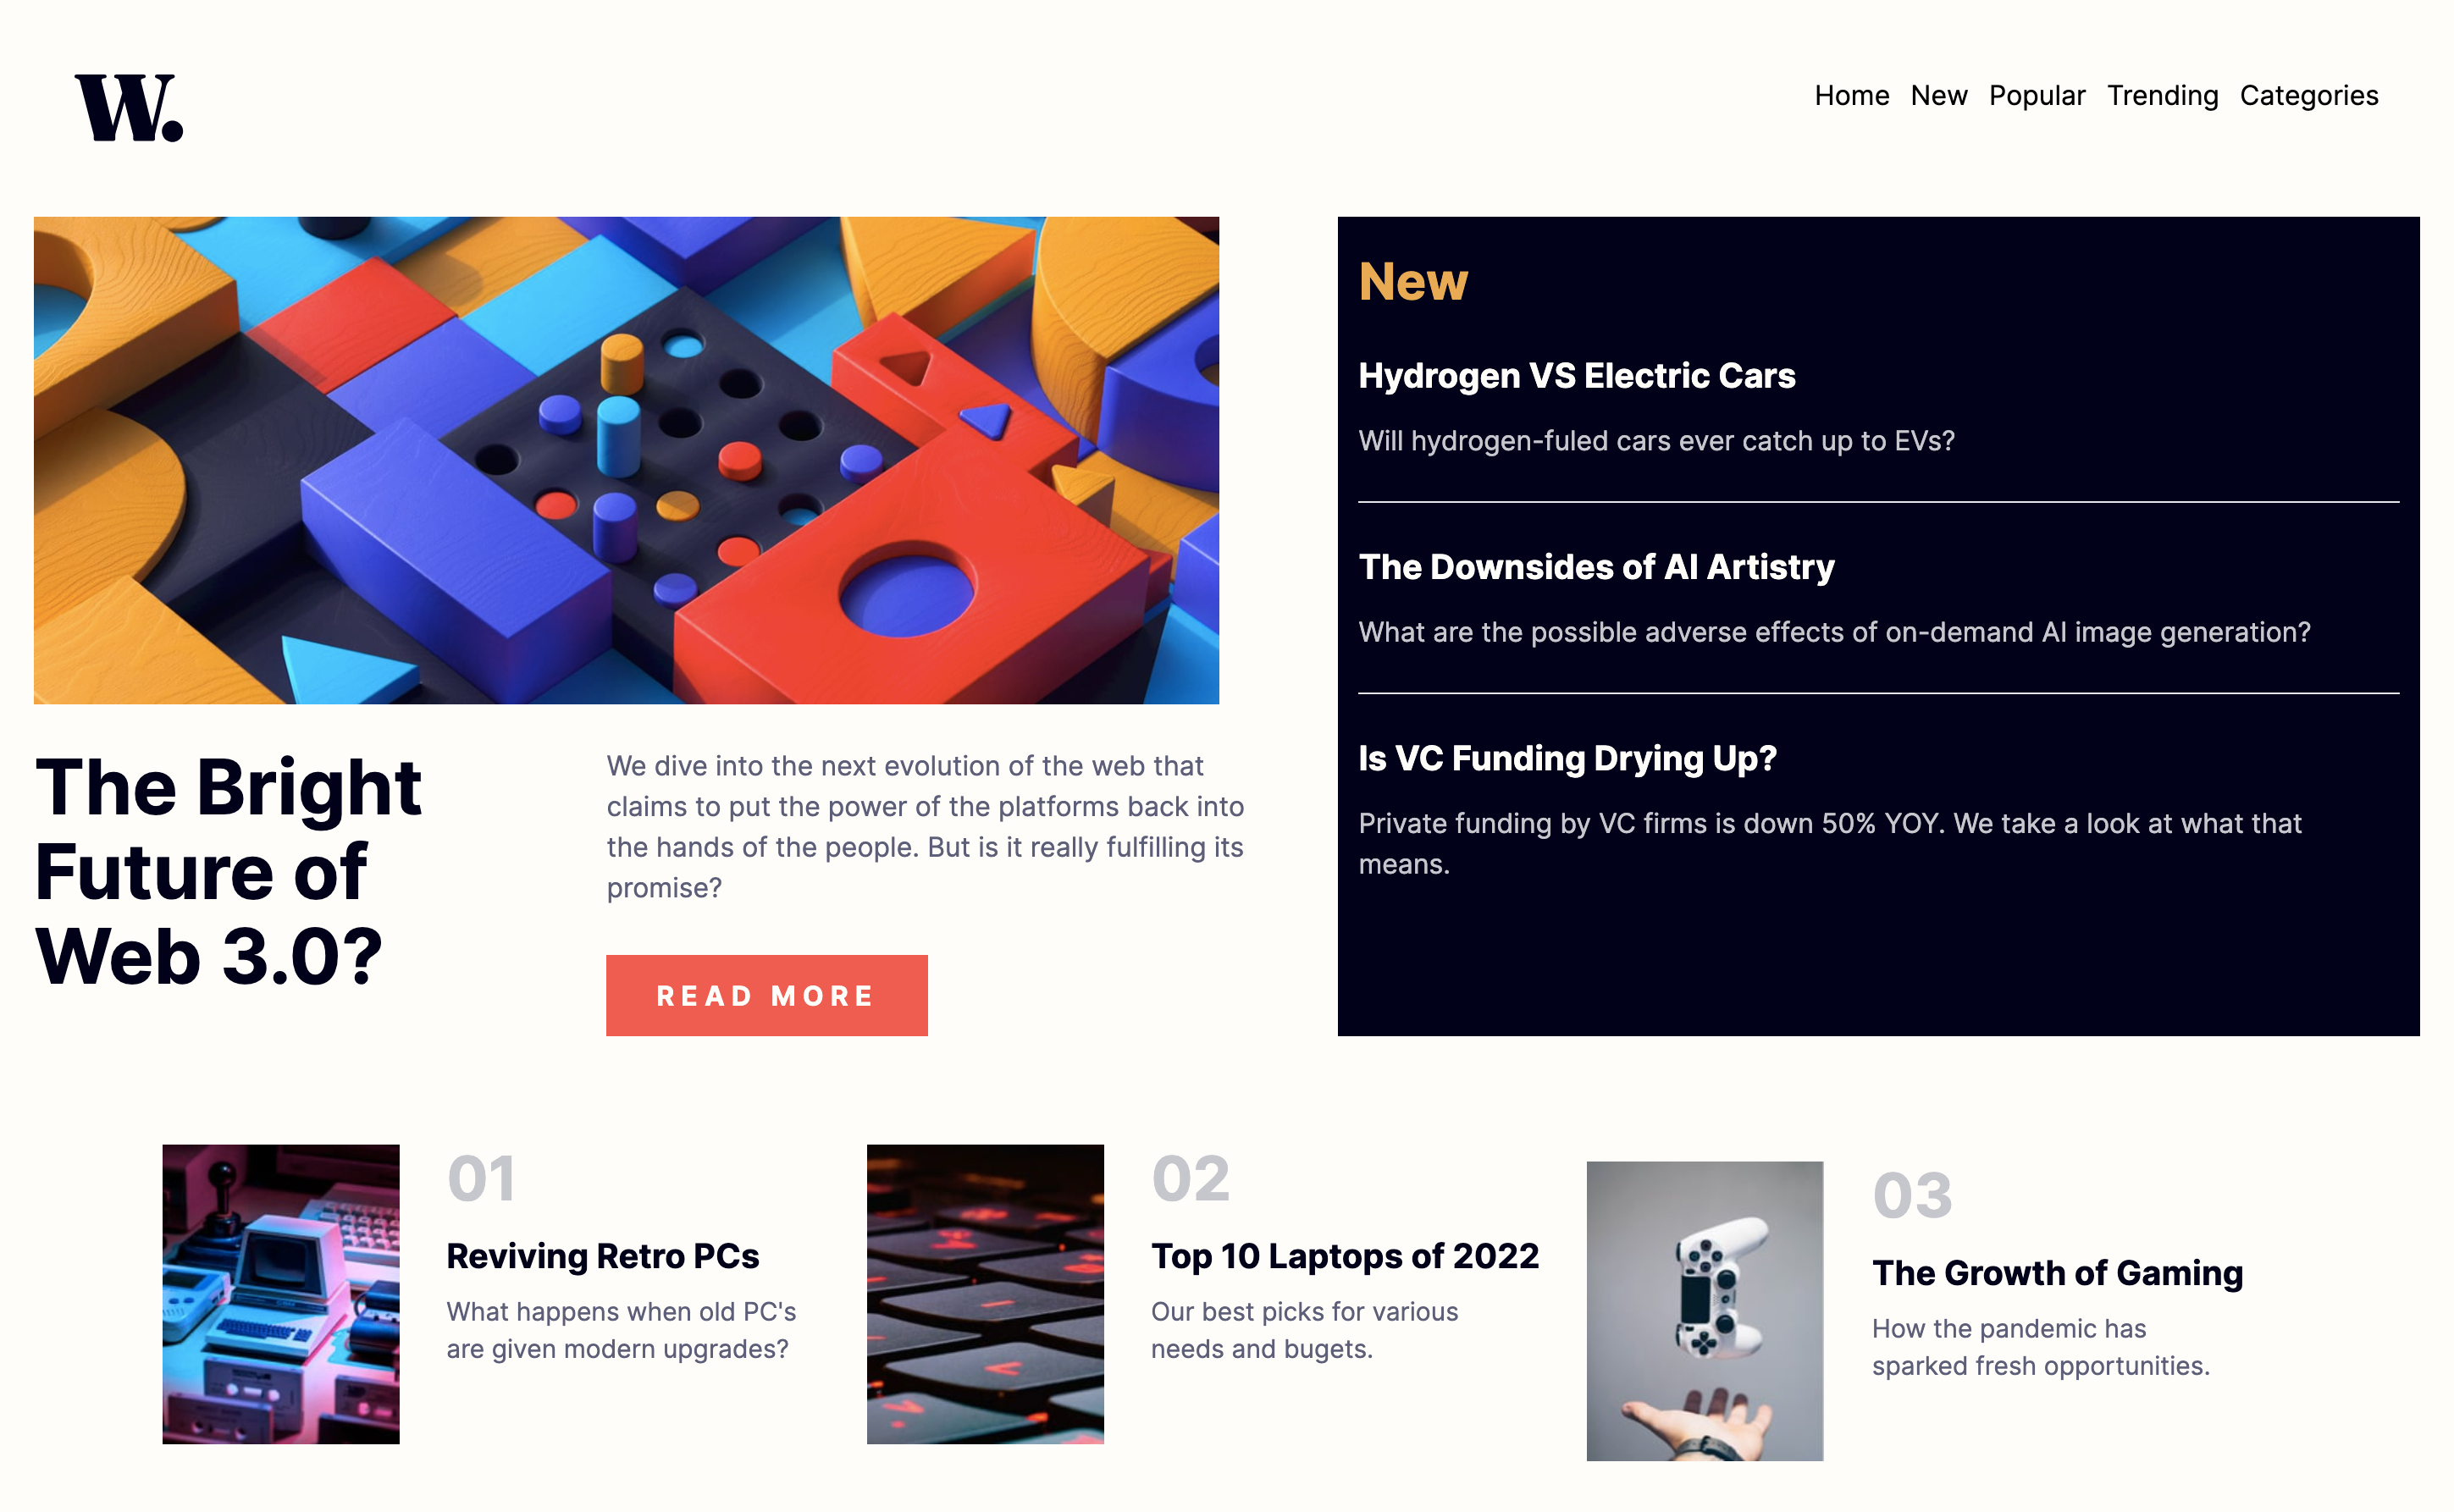 W.
Home New Popular Trending Categories
The Bright
Future of
Web 3.0?
We dive into the next evolution of the web that
claims to put the power of the platforms back into
the hands of the people. But is it really fulfilling its
promise?
READ MORE
New
Hydrogen VS Electric Cars
Will hydrogen-fuled cars ever catch up to EVs?
The Downsides of AI Artistry
What are the possible adverse effects of on-demand AI image generation?
Is VC Funding Drying Up?
Private funding by VC firms is down 50% YOY. We take a look at what that
means.
01
Reviving Retro PCs
What happens when old PC's
are given modern upgrades?
02
Top 10 Laptops of 2022
Our best picks for various
needs and bugets.
03
The Growth of Gaming
How the pandemic has
sparked fresh opportunities.